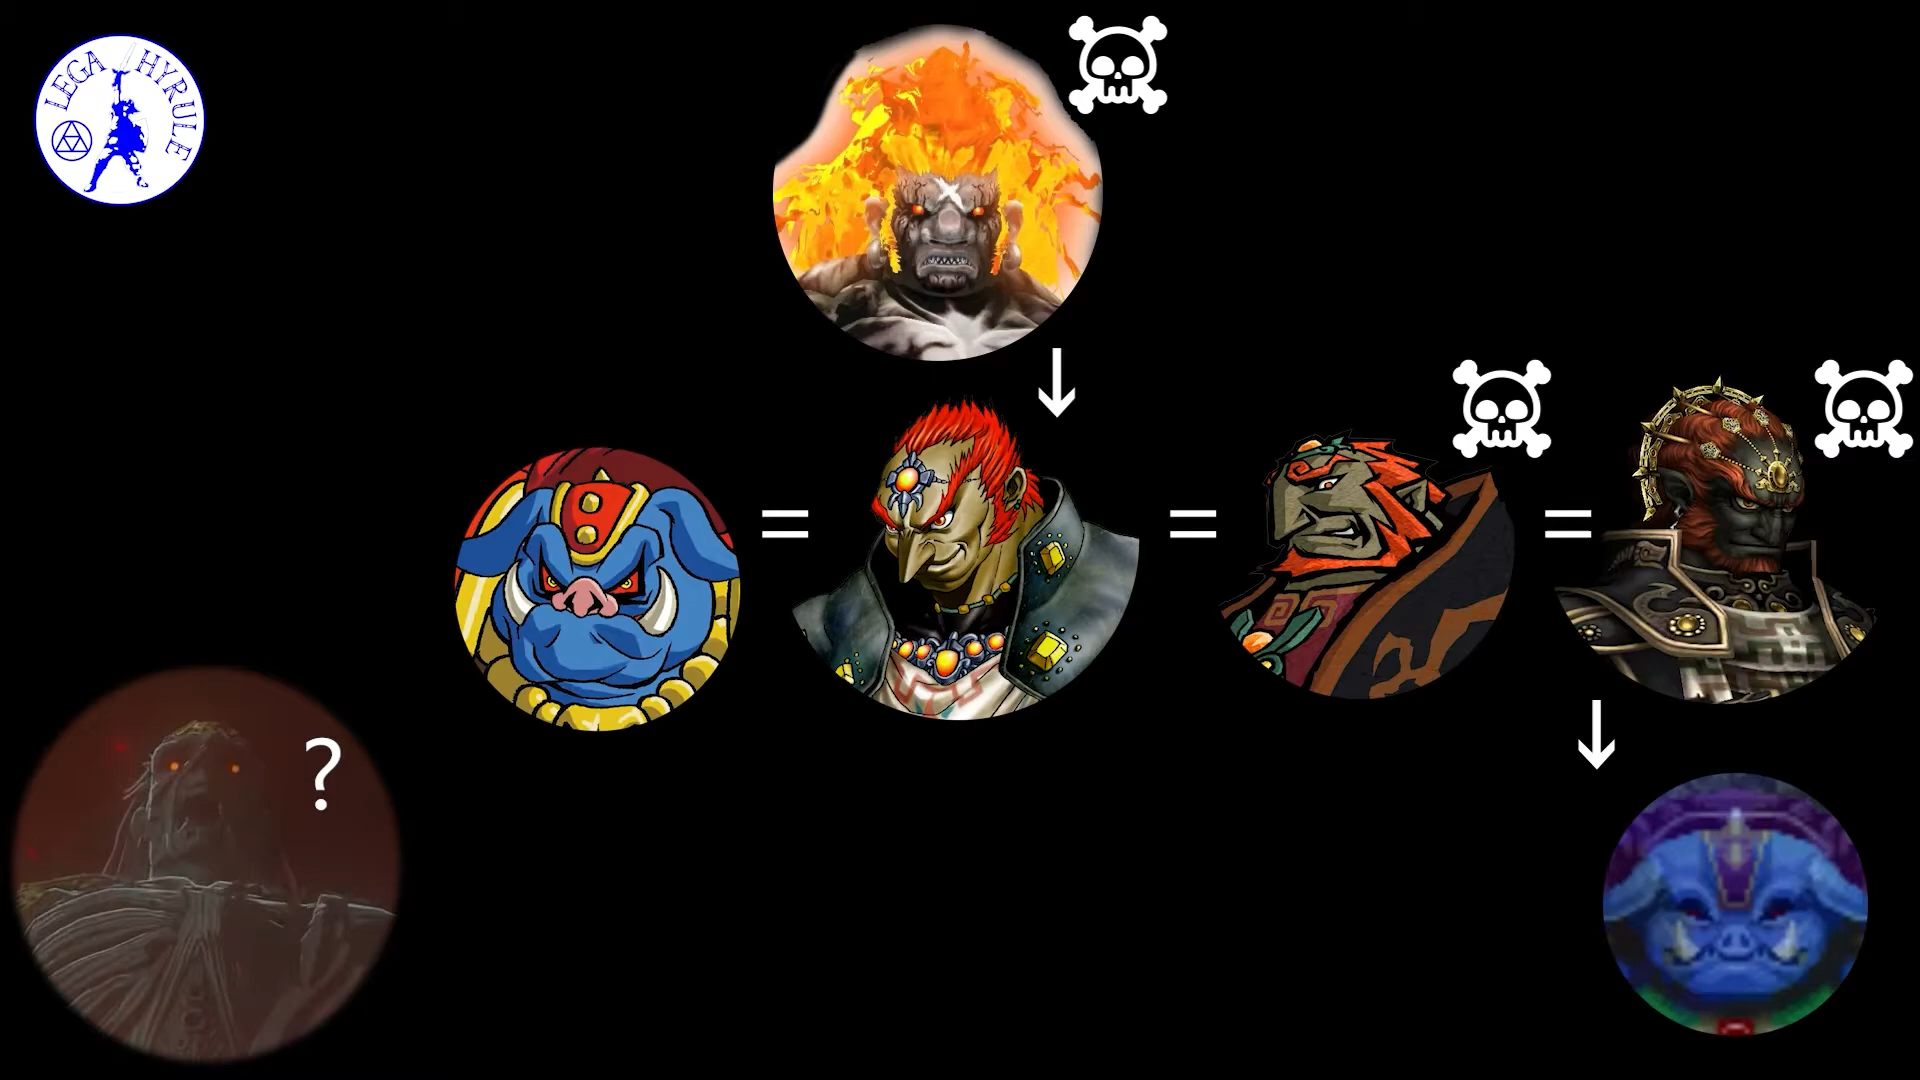 LEGA HYRULE
=
=
=
?